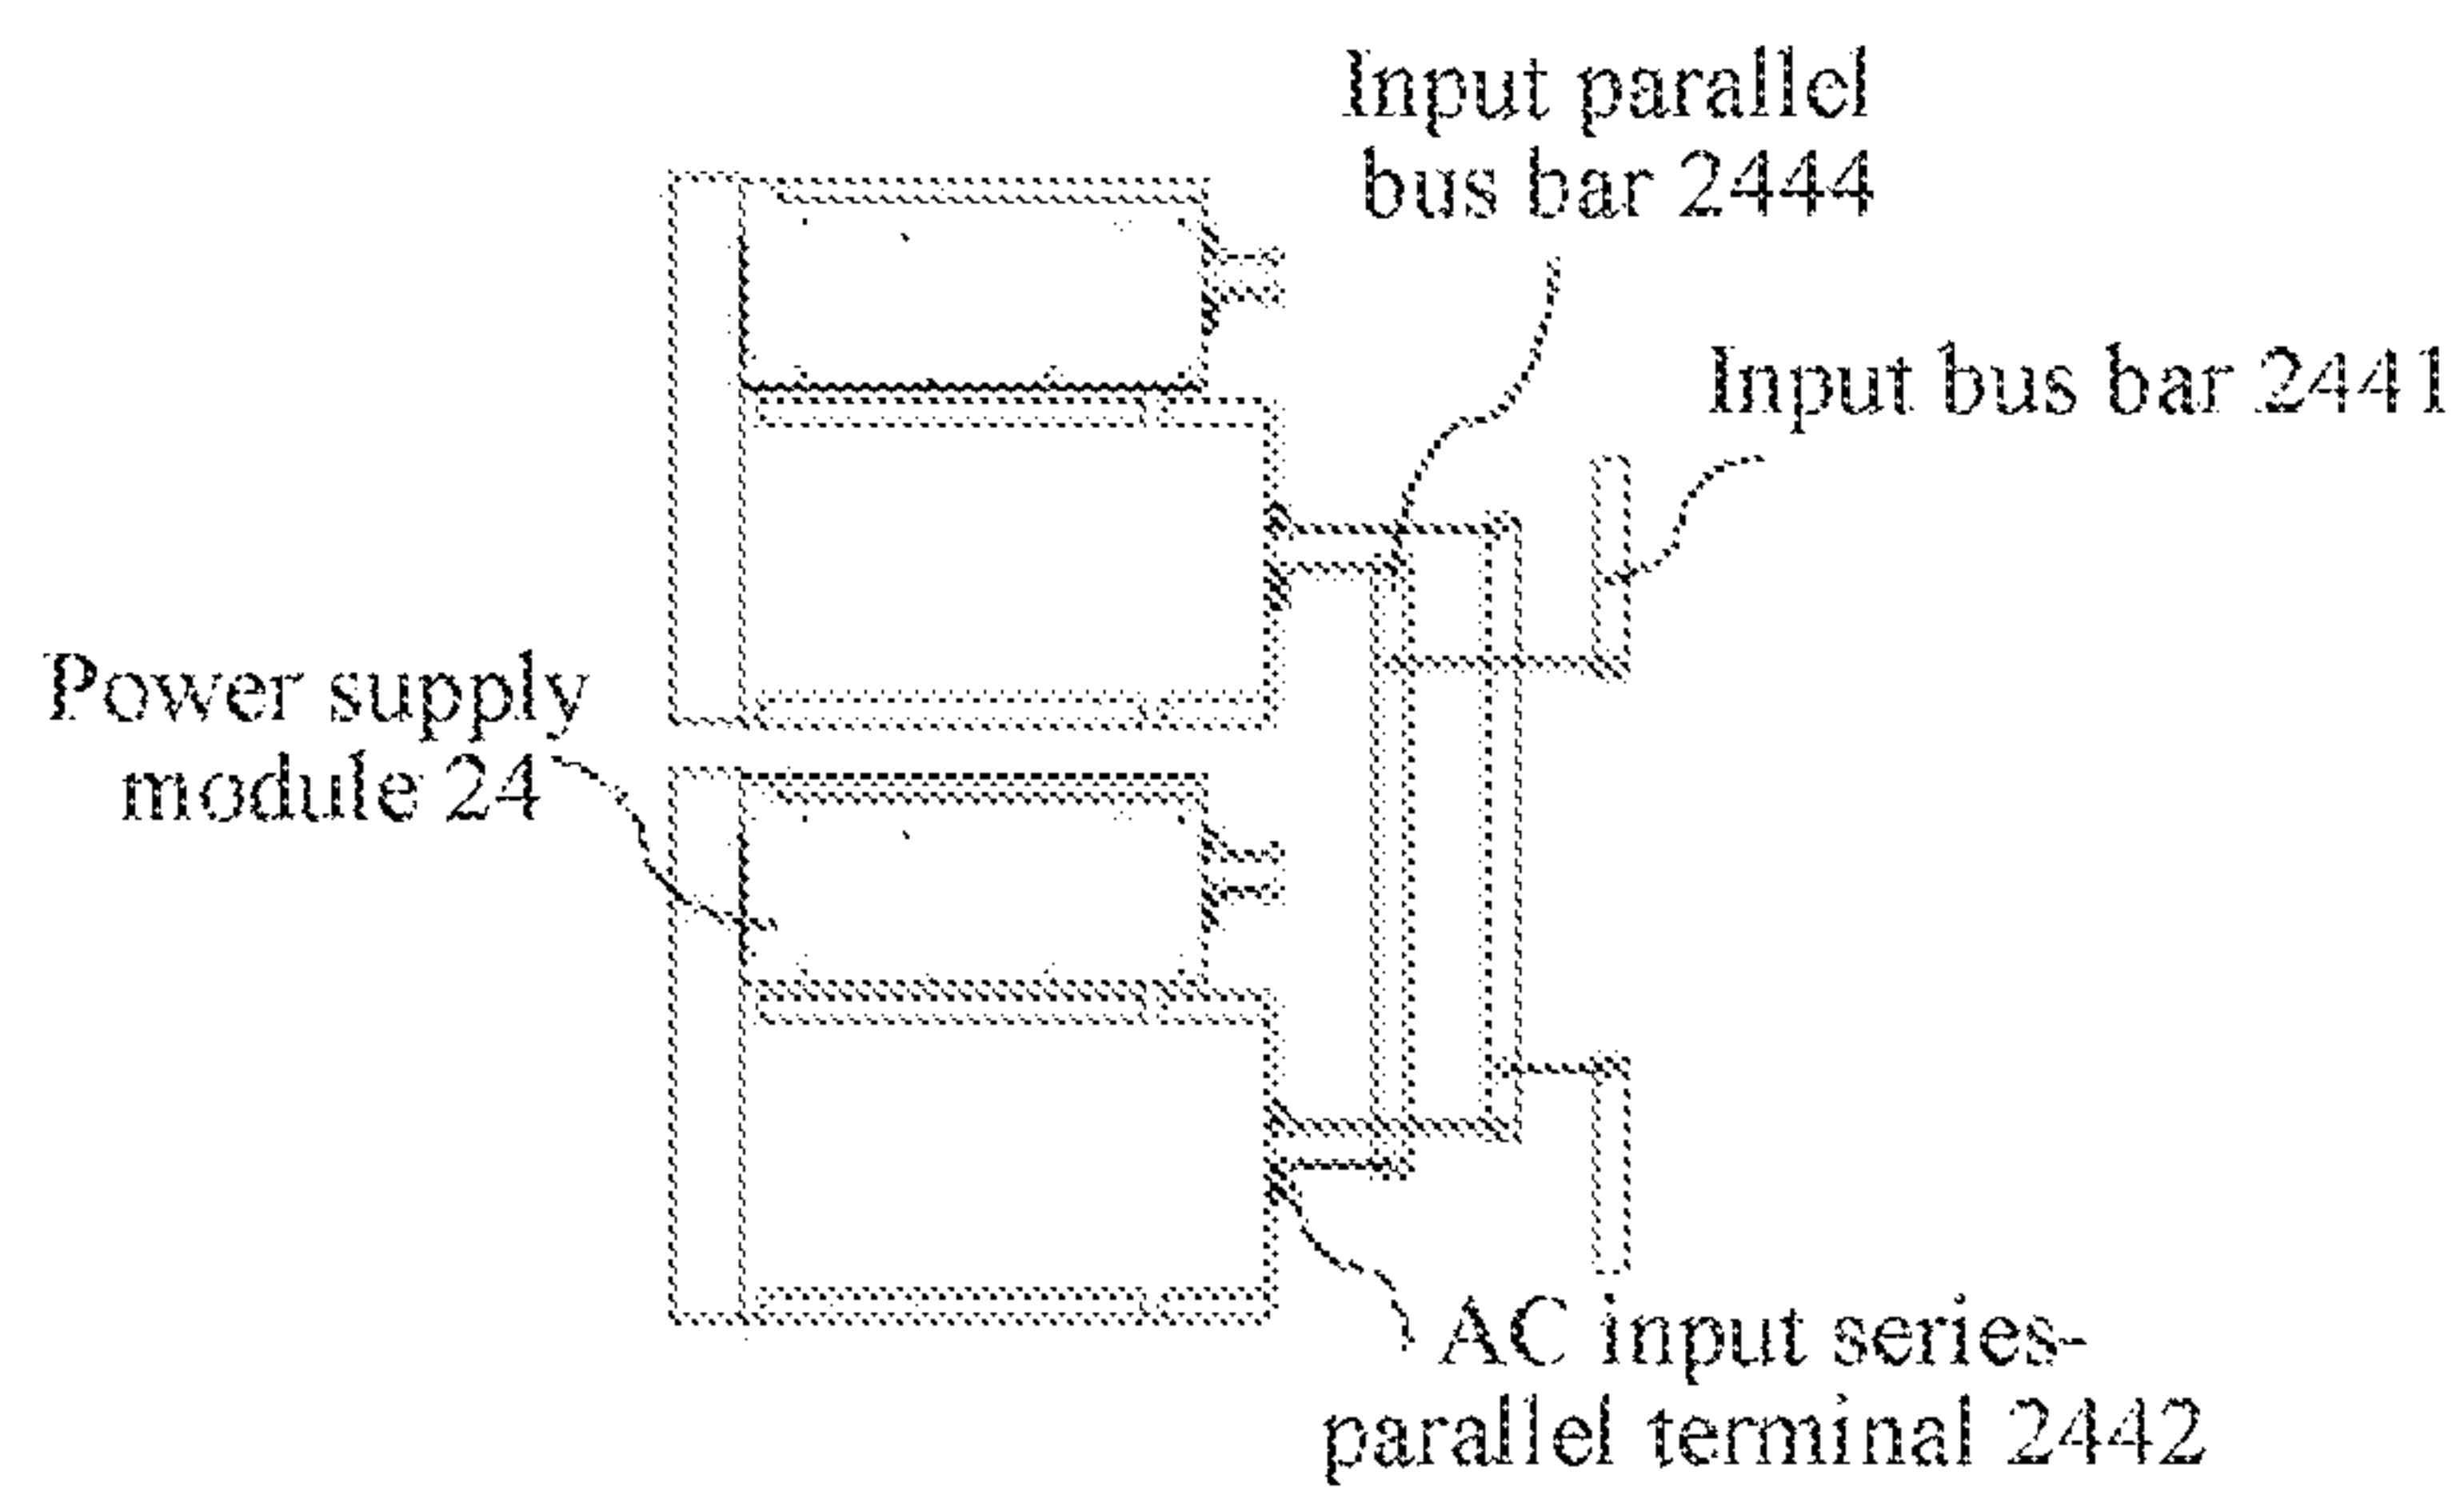 Input parallel
bus bar 2444
Input bus bar 2441
Power supply
module 24
AC input series-
parallel terminal 2442